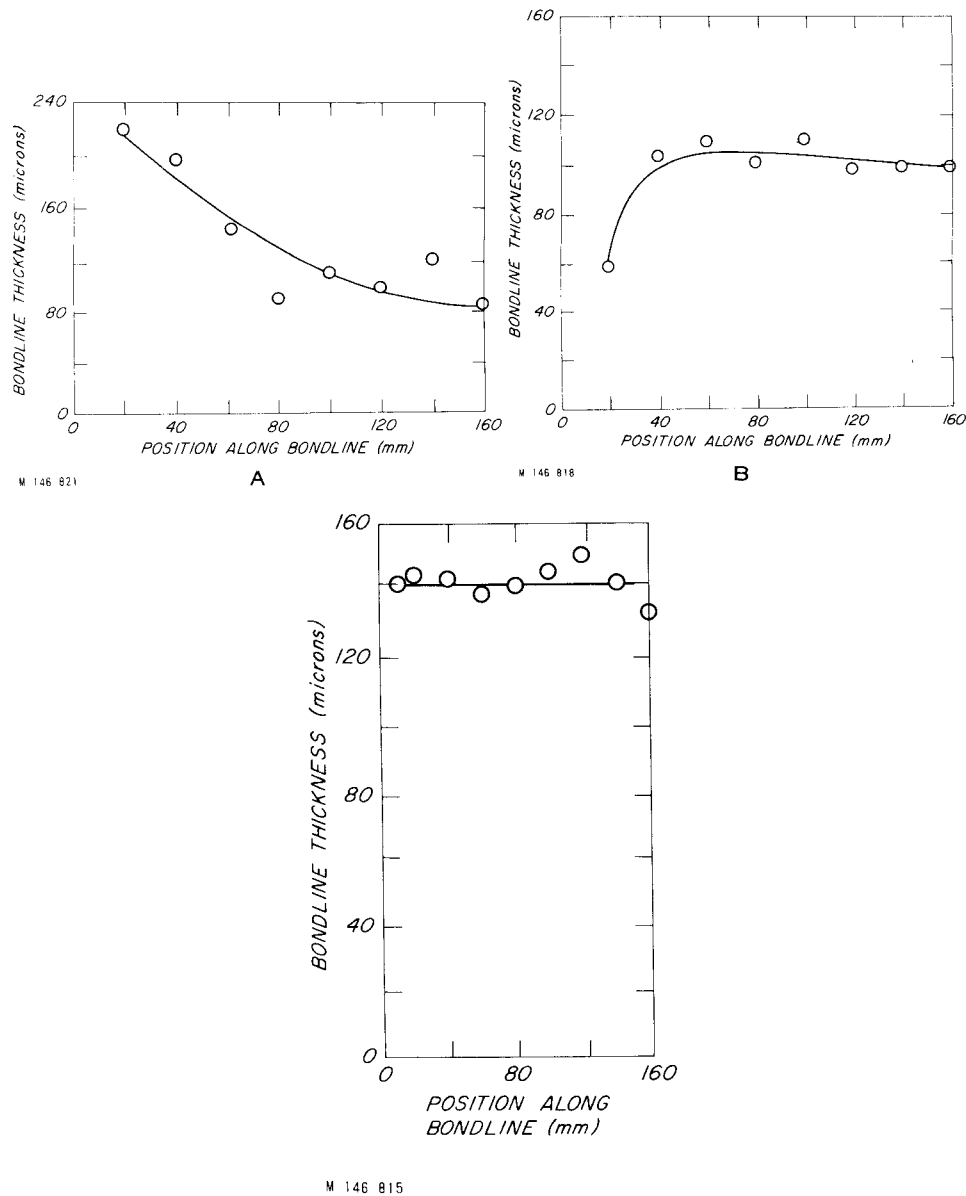 240
160
80
0
BONDLINE THICKNESS (microns)
0 40 80 120 160
POSITION ALONG BONDLINE (mm)
M 146 821
A
160
120
80
40
0
BONDLINE THICKNESS (microns)
0 40 80 120 160
POSITION ALONG BONDLINE (mm)
M 146 818
B
160
120
80
40
0
BONDLINE THICKNESS (microns)
0 80 160
POSITION ALONG
BONDLINE (mm)
M 146 815